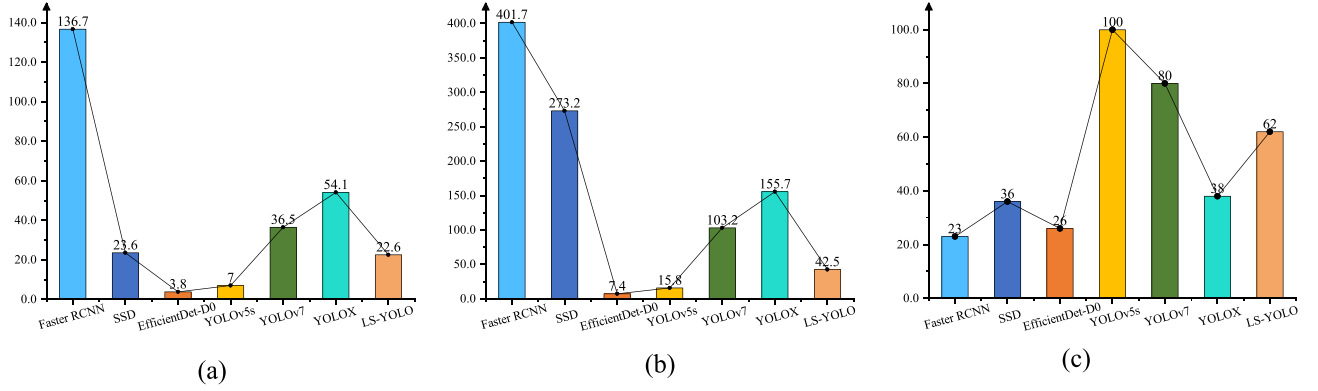 140.0
120.0
100.0
80.0
60.0
40.0
20.0
0.0
136.7
23.6
3.8
7
36.5
54.1
22.6
Faster RCNN
SSD
EfficientDet-D0
YOLOv5s
YOLOv7
YOLOX
LS-YOLO
(a)
400.0
350.0
300.0
250.0
200.0
150.0
100.0
50.0
0.0
401.7
273.2
7.4
15.8
103.2
155.7
42.5
Faster RCNN
SSD
EfficientDet-D0
YOLOv5s
YOLOv7
YOLOX
LS-YOLO
(b)
100.0
80.0
60.0
40.0
20.0
0.0
23
36
26
100
80
38
62
Faster RCNN
SSD
EfficientDet-D0
YOLOv5s
YOLOv7
YOLOX
LS-YOLO
(c)